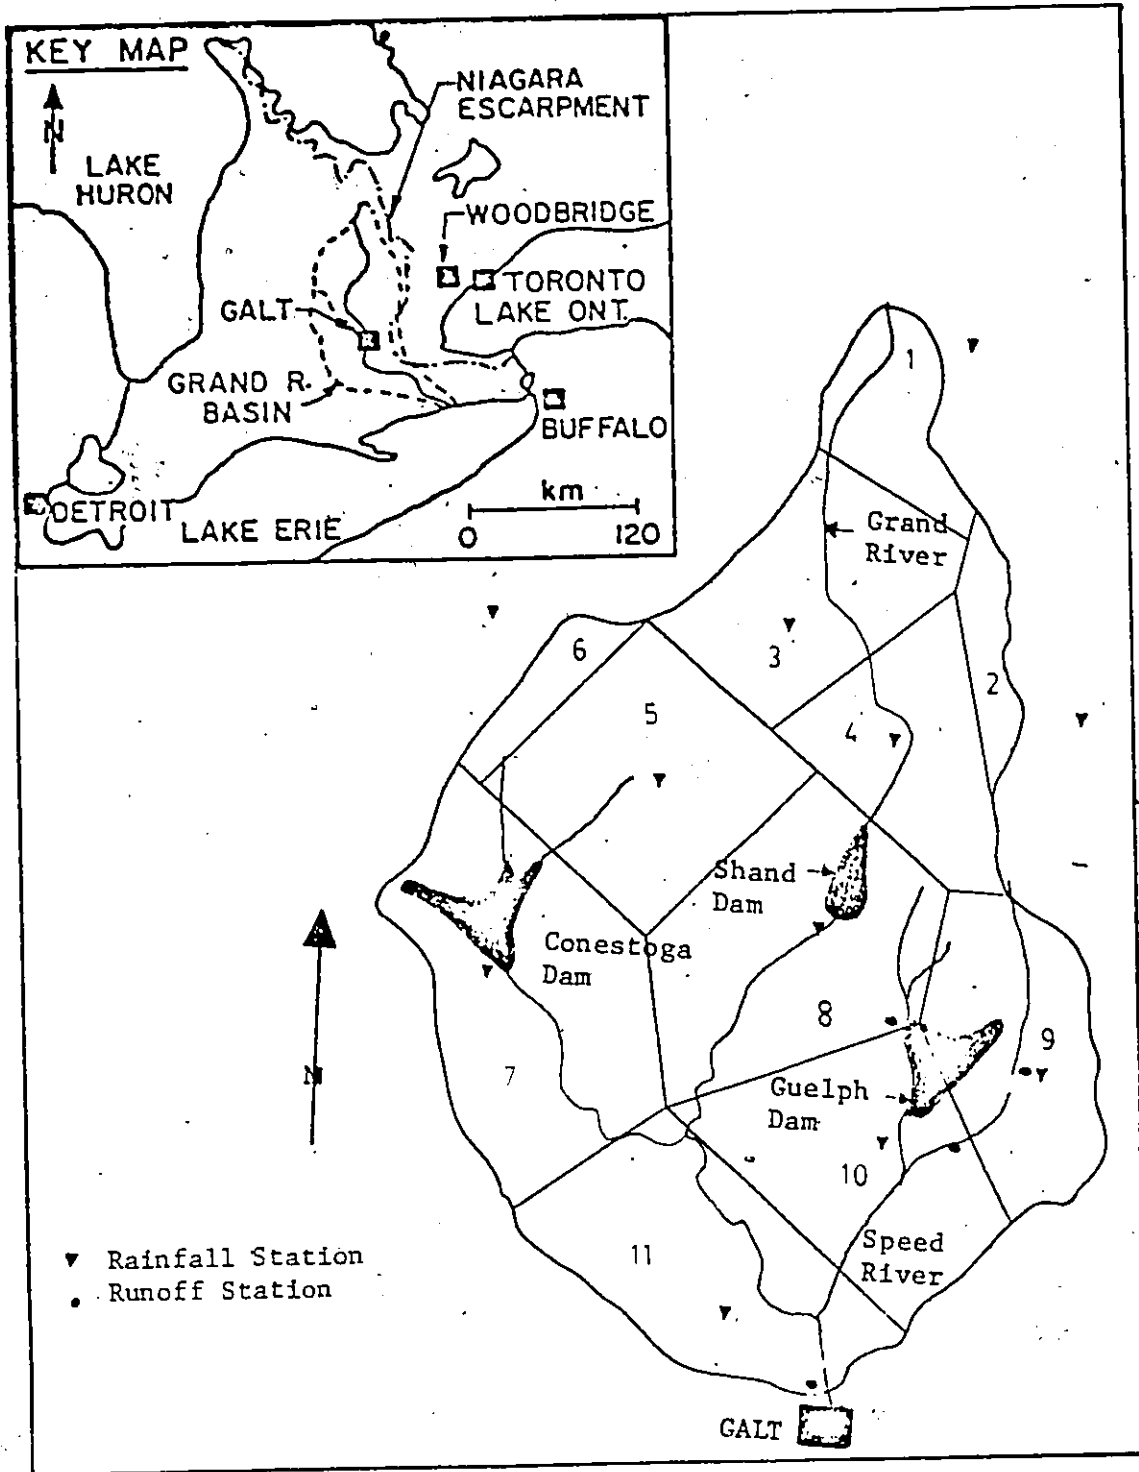 KEY MAP
N
LAKE
HURON
NIAGARA
ESCARPMENT
WOODBRIDGE
TORONTO
LAKE ONT.
GALT
GRAND R.
BASIN
BUFFALO
DETROIT
LAKE ERIE
km
0 120
1
Grand
River
6
3
2
5
4
Shand
Dam
Conestoga
Dam
8
9
N
7
Guelph
Dam
10
Speed
River
11
Rainfall Station
Runoff Station
GALT